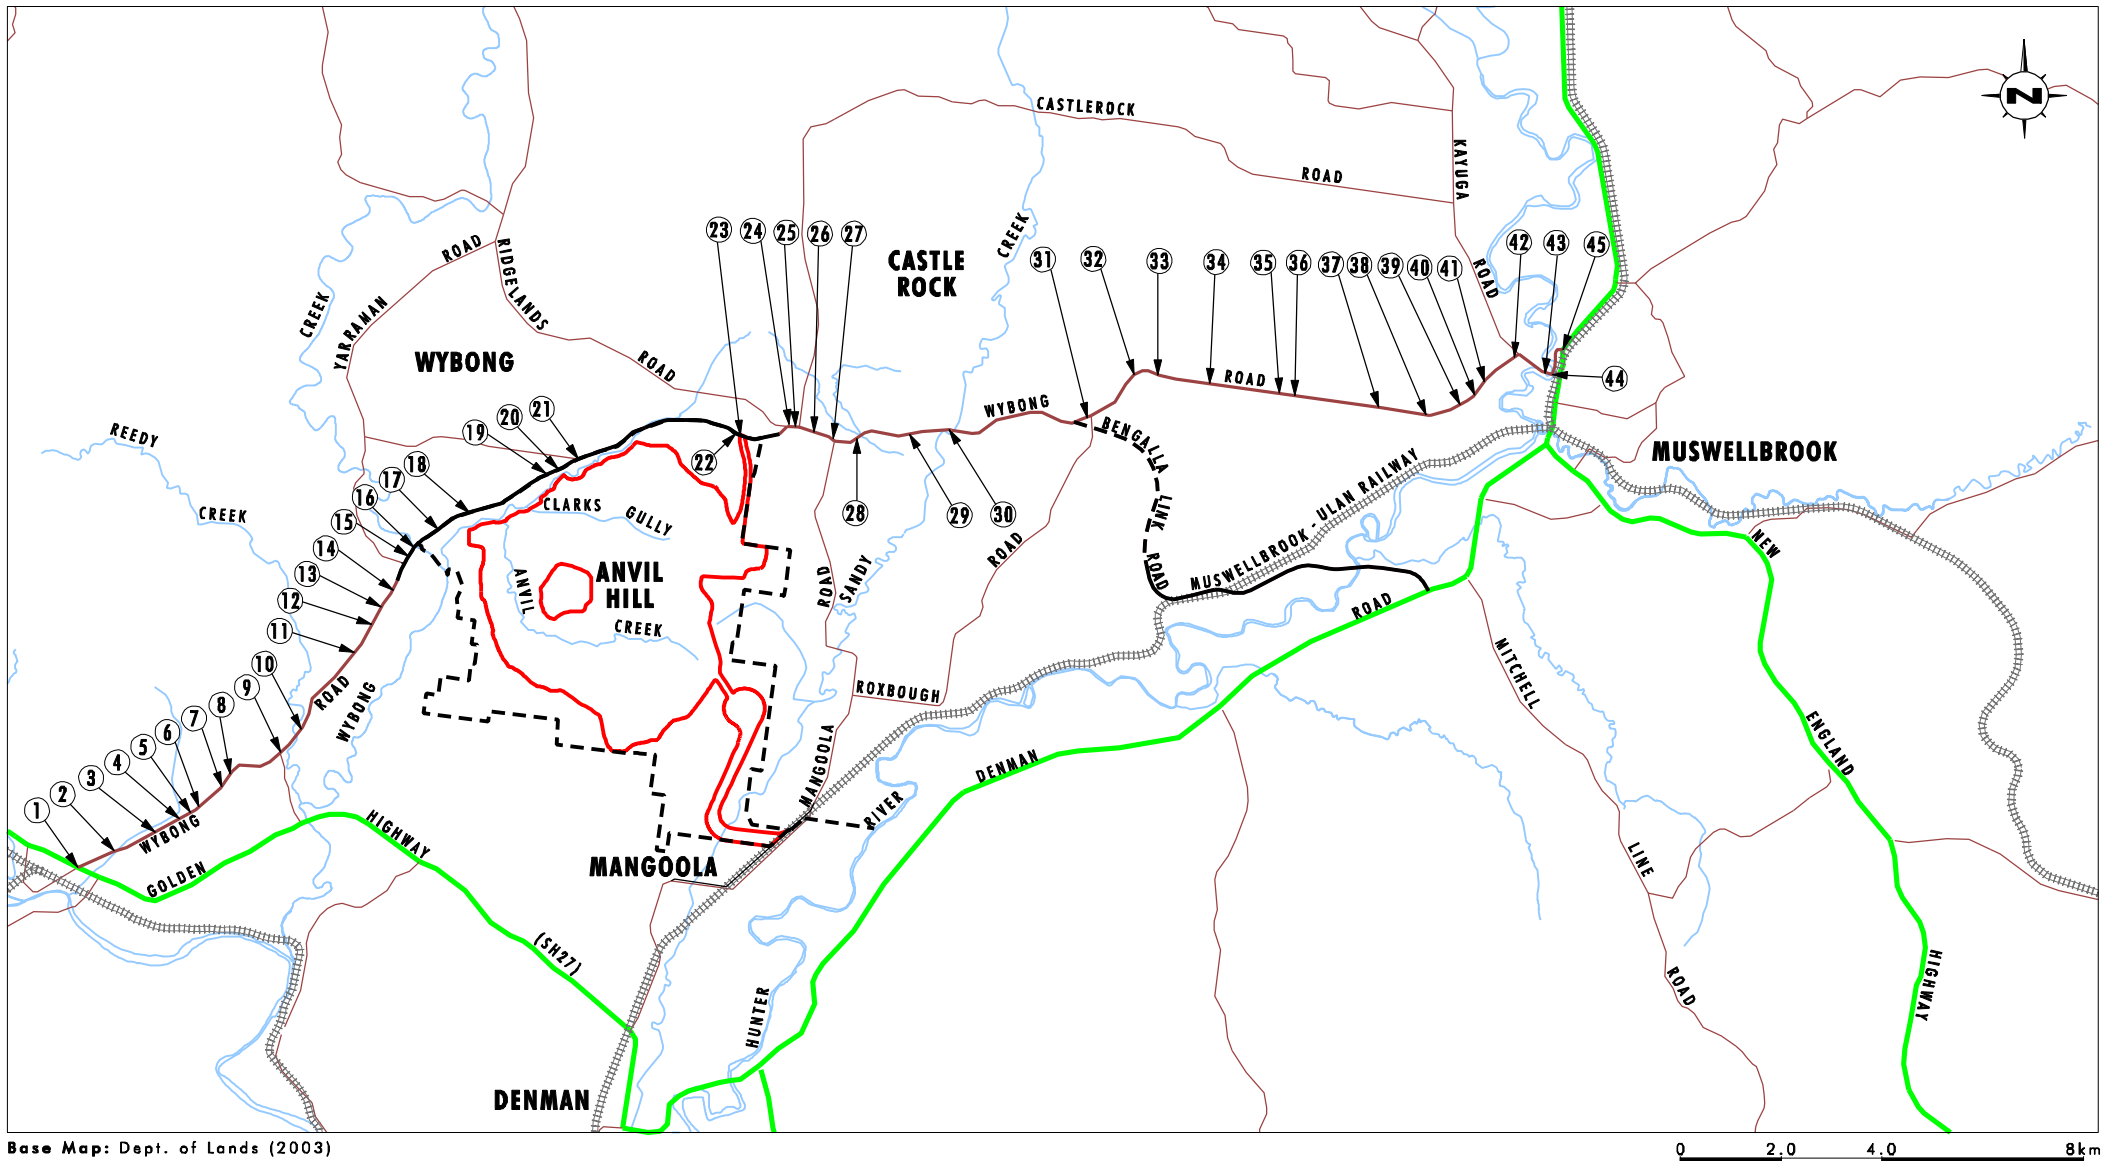 N
CASTLEROCK
ROAD
KAYUGA
ROAD
23
24
25
26
27
CASTLE
ROCK
CREEK
31
32
33
34
35
36
37
38
39
40
41
42
43
45
ROAD
RIDGELANDS
ROAD
YARRAMAN
CREEK
WYBONG
ROAD
44
WYBONG
19
20
21
22
REEDY
CREEK
BENGALLA
LINK
ROAD
MUSWELLBROOK
MUSWELLBROOK - ULAN RAILWAY
16
17
18
15
14
13
12
11
10
9
8
7
6
5
4
3
2
1
28
29
30
CLARKS
GULLY
ANVIL
HILL
ANVIL
CREEK
ROAD
SANDY
ROAD
NEW
ENGLAND
HIGHWAY
ROAD
MITCHELL
LINE
ROAD
ROAD
WYBONG
ROXBOUGH
MANGOOLA
DENMAN
RIVER
WYBONG
GOLDEN
HIGHWAY
(SH27)
MANGOOLA
HUNTER
DENMAN
Base Map: Dept. of Lands (2003)
0 2.0 4.0 8km